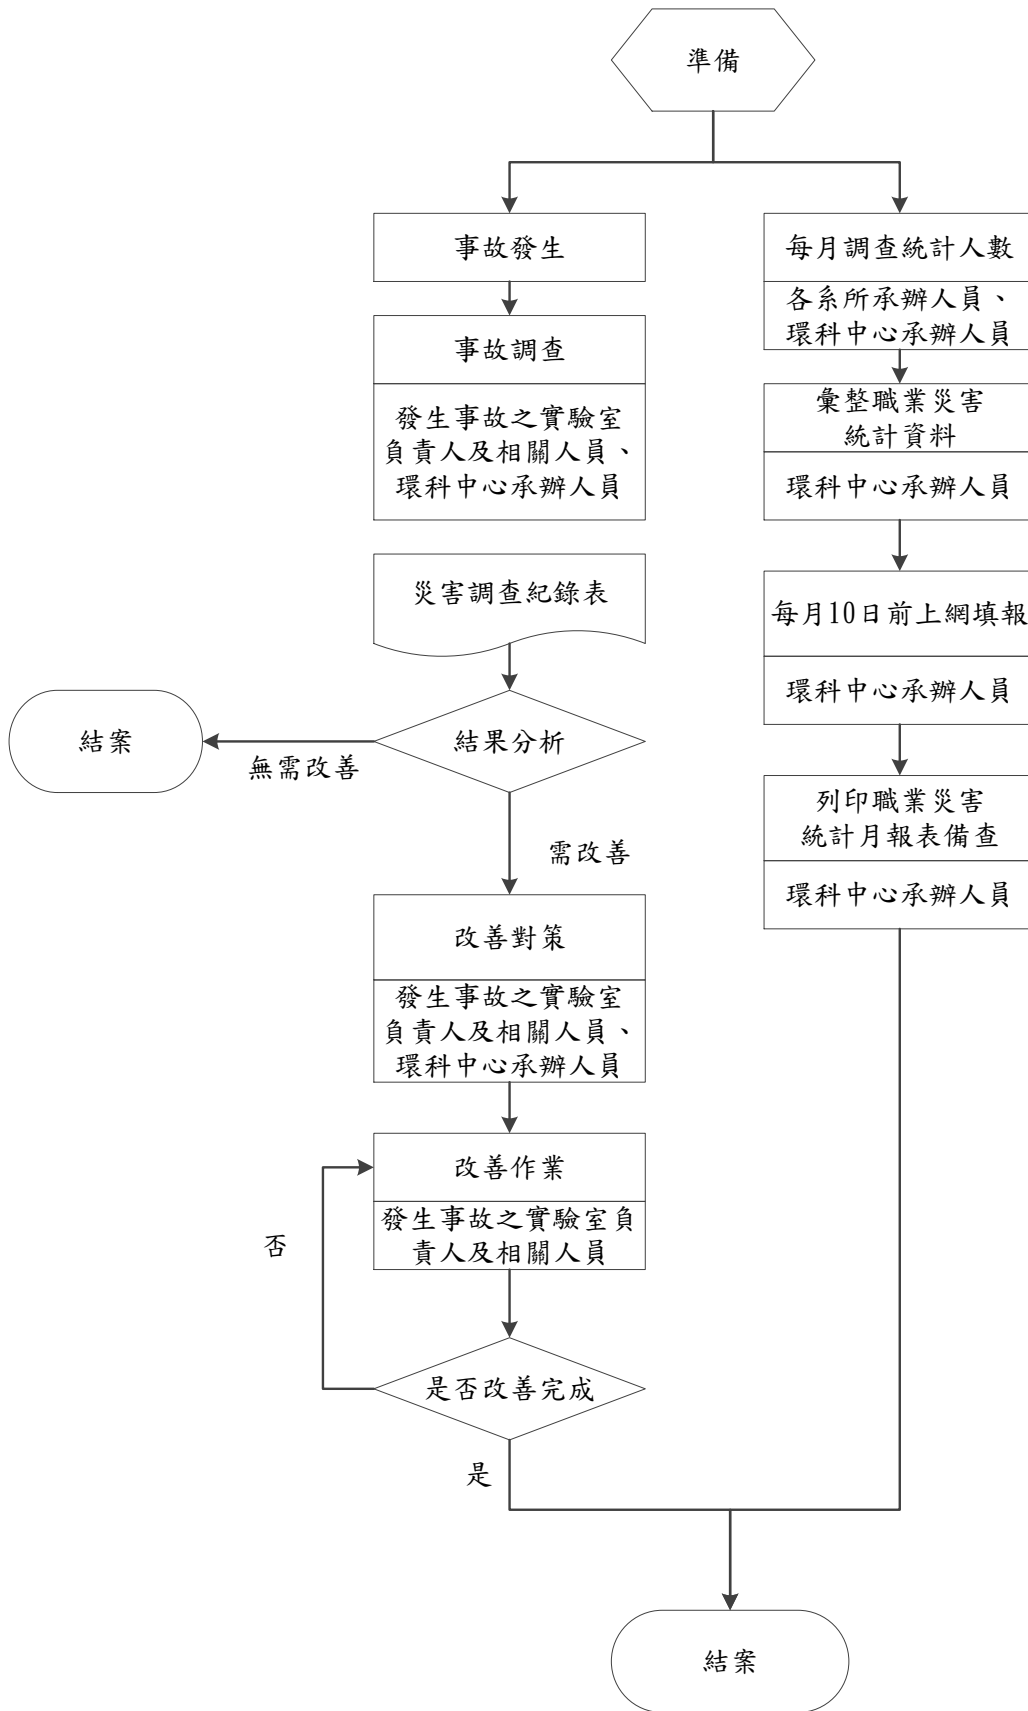 準備
事故發生
事故調查
發生事故之實驗室
負責人及相關人員、
環科中心承辦人員
災害調查紀錄表
結果分析
無需改善
結案
需改善
改善對策
發生事故之實驗室
負責人及相關人員、
環科中心承辦人員
改善作業
發生事故之實驗室負
責人及相關人員
否
是否改善完成
是
每月調查統計人數
各系所承辦人員、
環科中心承辦人員
彙整職業災害
統計資料
環科中心承辦人員
每月10日前上網填報
環科中心承辦人員
列印職業災害
統計月報表備查
環科中心承辦人員
結案